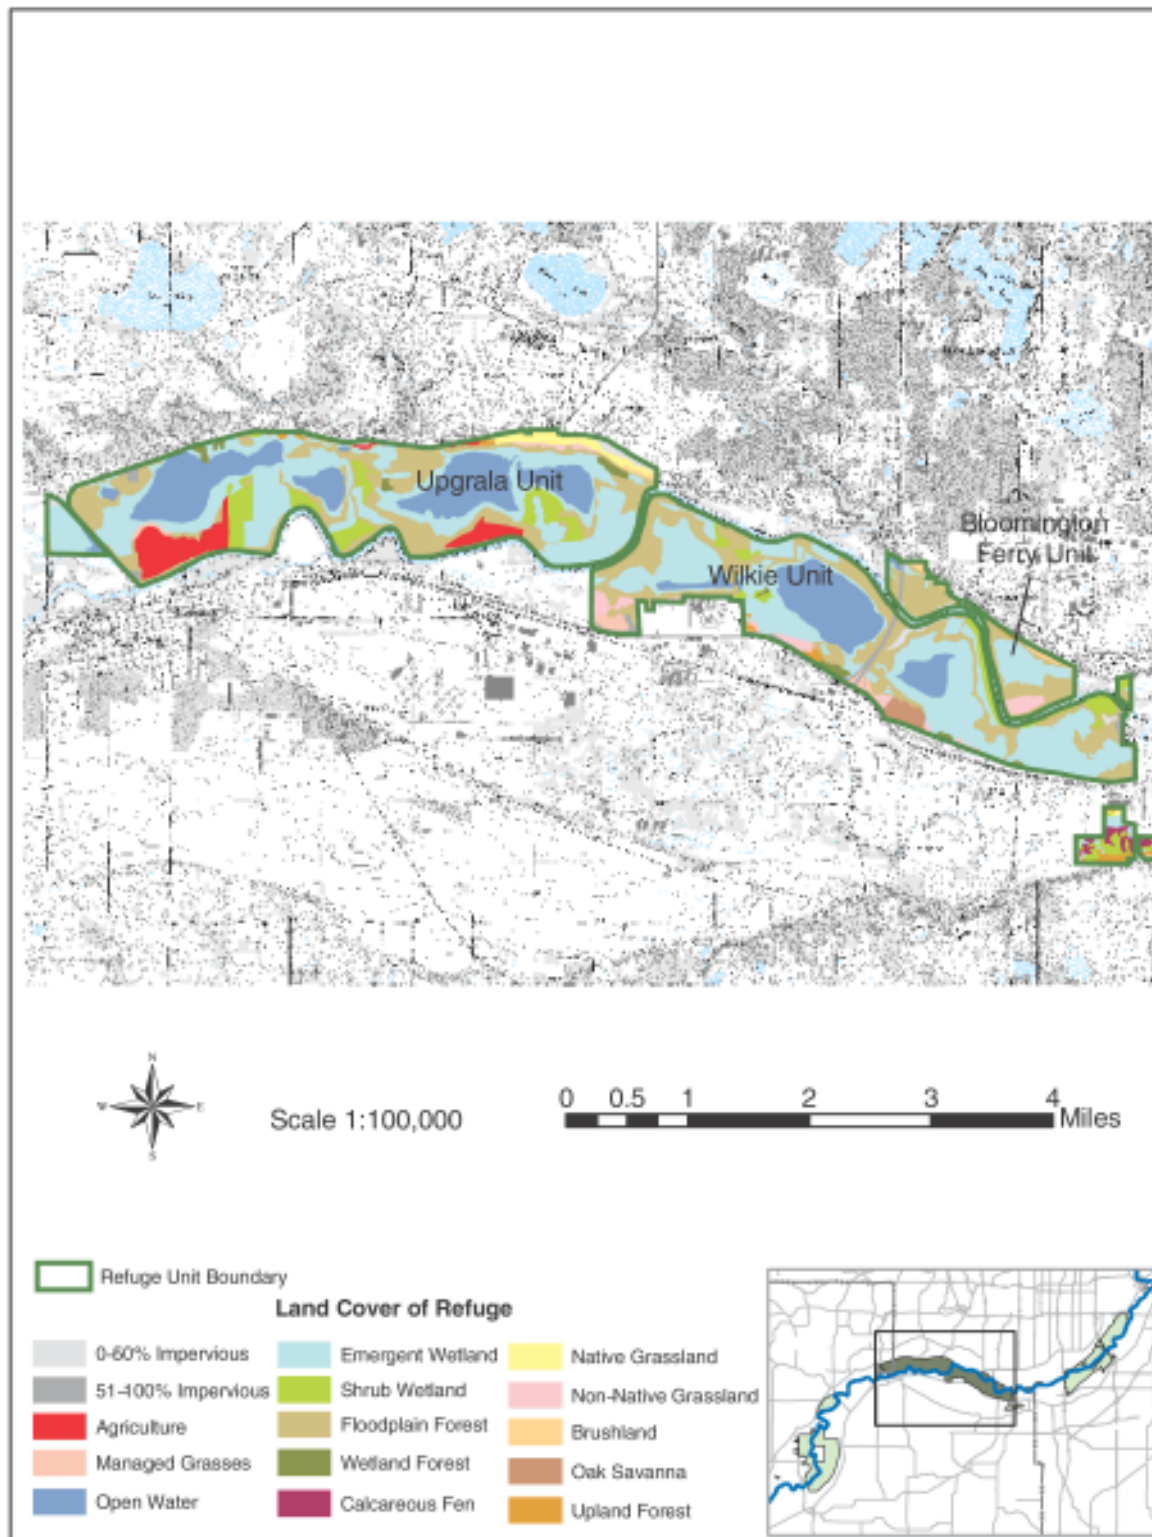 Upgrala Unit
Bloomington
Ferry Unit
Wilkie Unit
N
W
E
S
Scale 1:100,000
0 0.5 1 2 3 4
Miles
Refuge Unit Boundary
Land Cover of Refuge
0-60% Impervious
51-100% Impervious
Agriculture
Managed Grasses
Open Water
Emergent Wetland
Shrub Wetland
Floodplain Forest
Wetland Forest
Calcareous Fen
Native Grassland
Non-Native Grassland
Brushland
Oak Savanna
Upland Forest